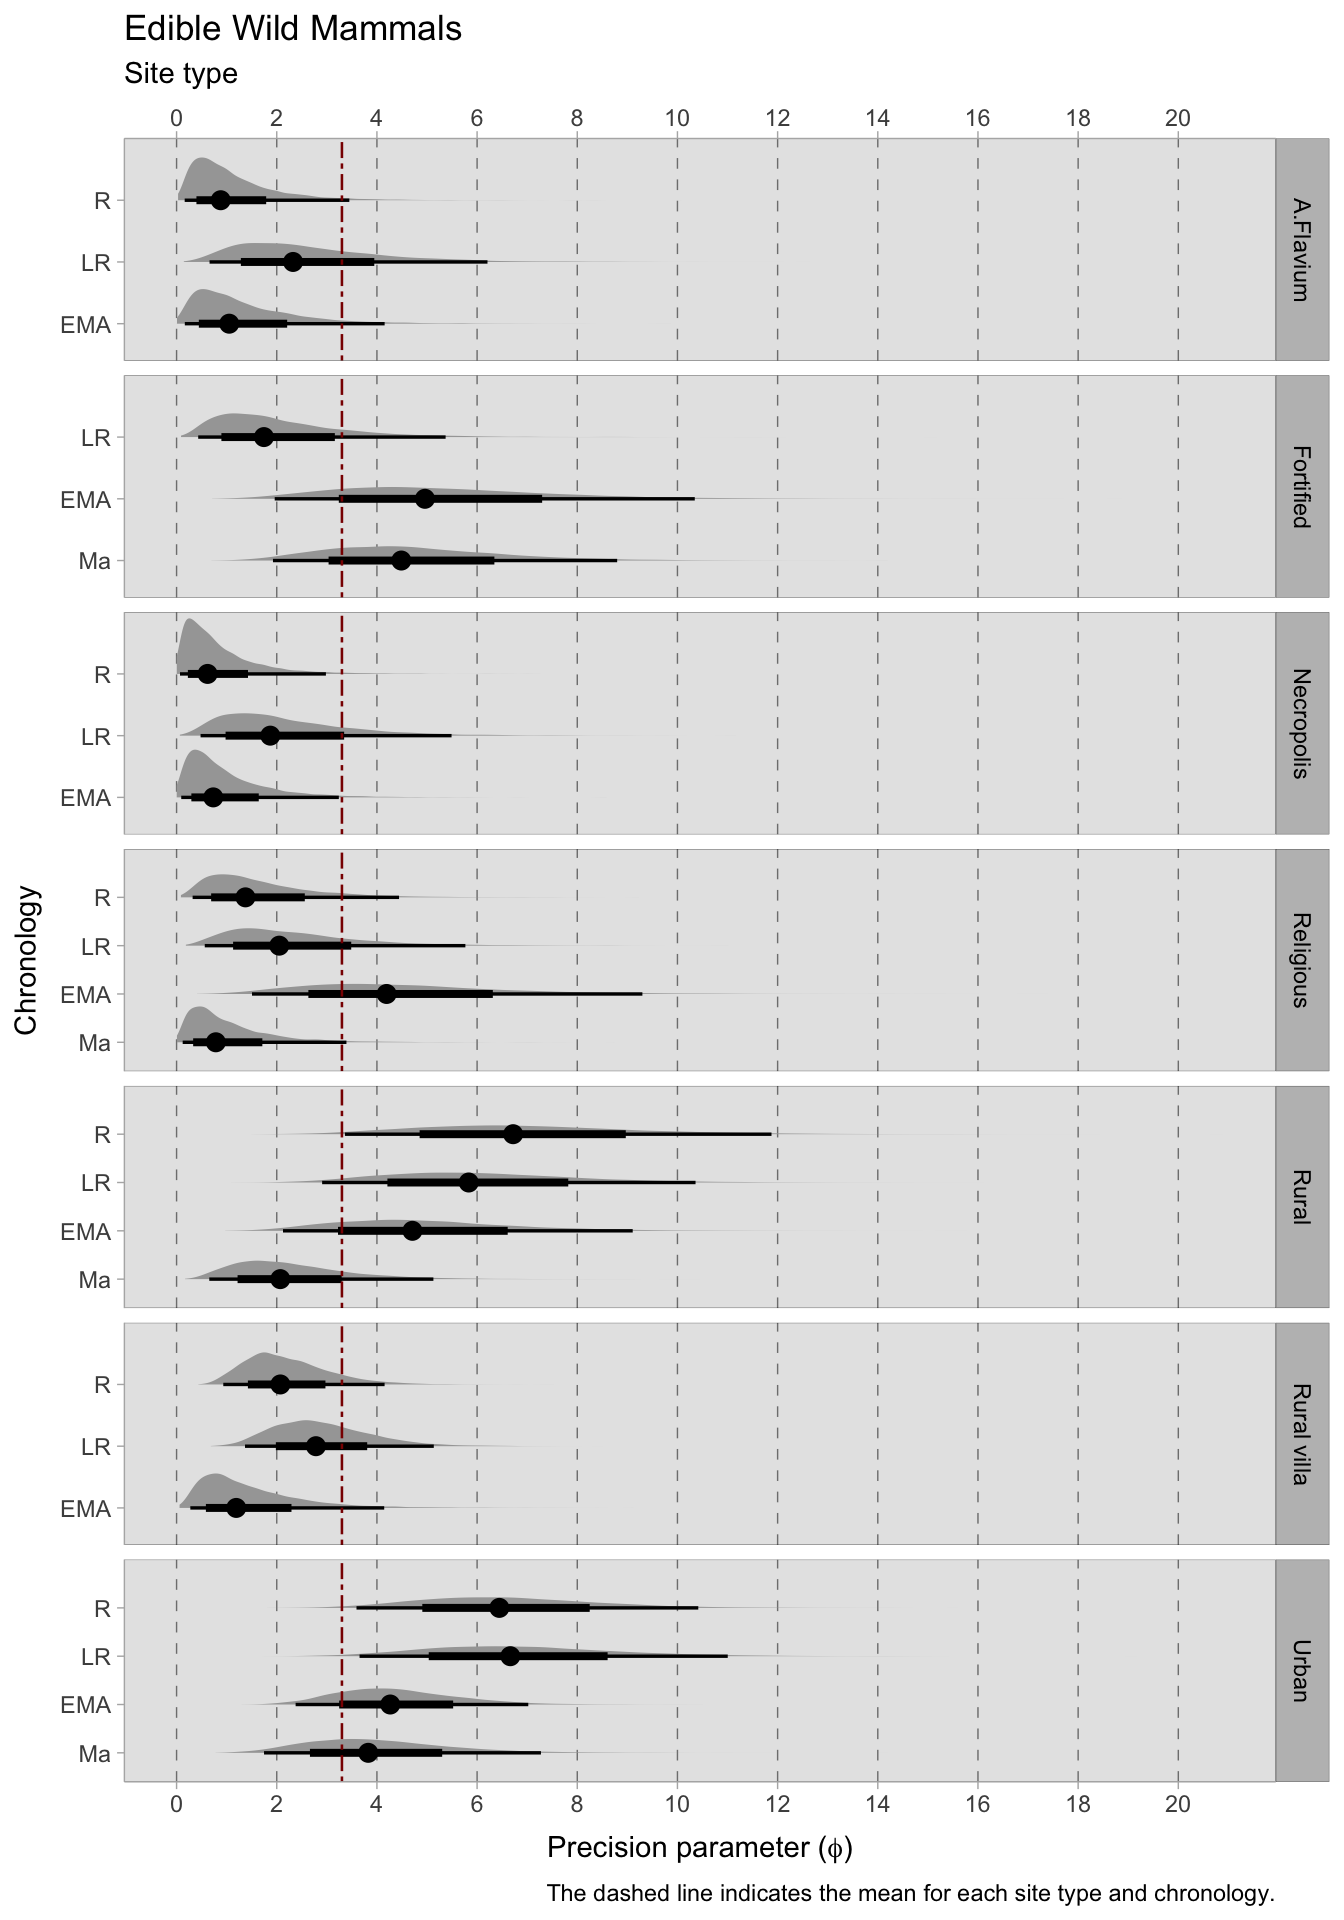 Edible Wild Mammals
Site type
0 2 4 6 8 10 12 14 16 18 20
R
LR
EMA
A.Flavium
LR
EMA
Ma
Fortified
R
LR
EMA
Necropolis
Chronology
R
LR
EMA
Ma
Religious
R
LR
EMA
Ma
Rural
R
LR
EMA
Rural villa
R
LR
EMA
Ma
Urban
0 2 4 6 8 10 12 14 16 18 20
Precision parameter (ϕ)
The dashed line indicates the mean for each site type and chronology.